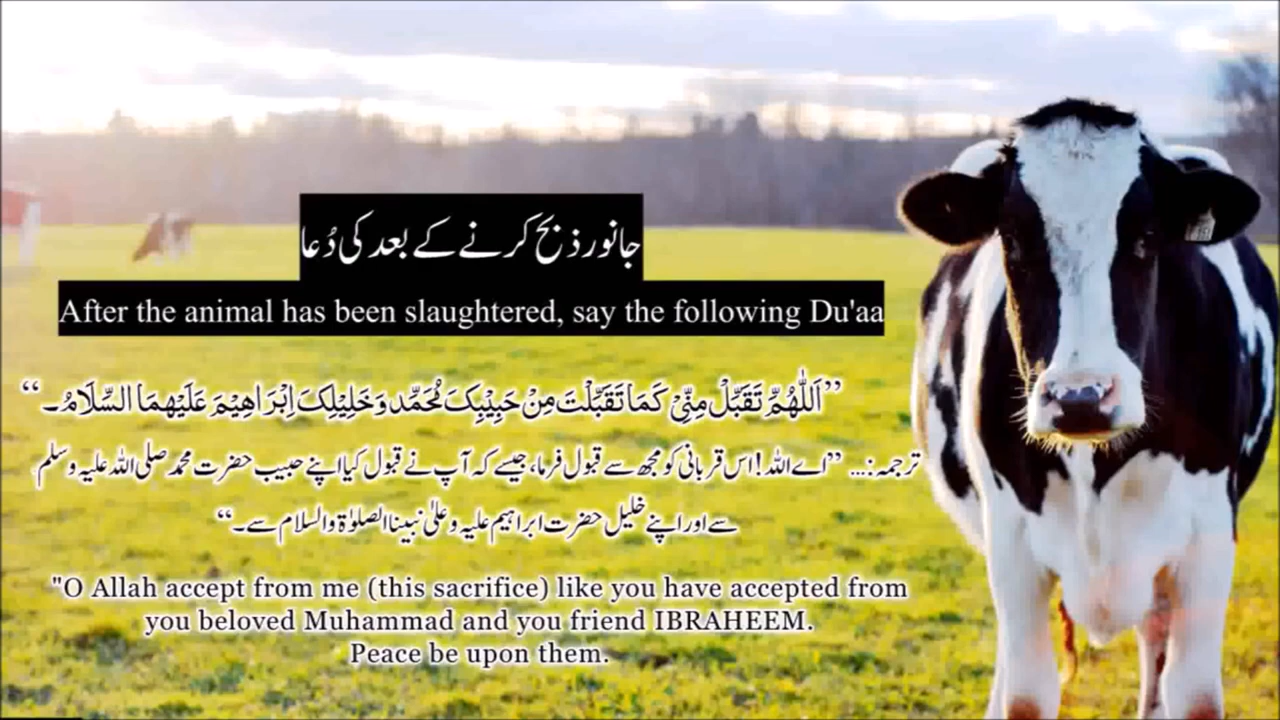 جانور ذبح کرنے کے بعد کی دُعا
After the animal has been slaughtered, say the following Du'aa
”اَللّٰهُمَّ تَقَبَّلْ مِنِّیْ کَمَا تَقَبَّلْتَ مِنْ حَبِیْبِکَ مُحَمَّد وَ خَلِیْلِکَ اِبْرَاهِیْمَ عَلَیْهِمَا السَّلَامُ۔“
ترجمہ:... ”اے اللہ! اس قربانی کو مجھ سے قبول فرما، جیسے کہ آپ نے قبول کیا اپنے حبیب حضرت محمد صلی اللہ علیہ وسلم
سے اور اپنے خلیل حضرت ابراہیم علیہ وعلیٰ نبینا الصلوٰۃ والسلام سے۔“
"O Allah accept from me (this sacrifice) like you have accepted from
you beloved Muhammad and you friend IBRAHEEM.
Peace be upon them.